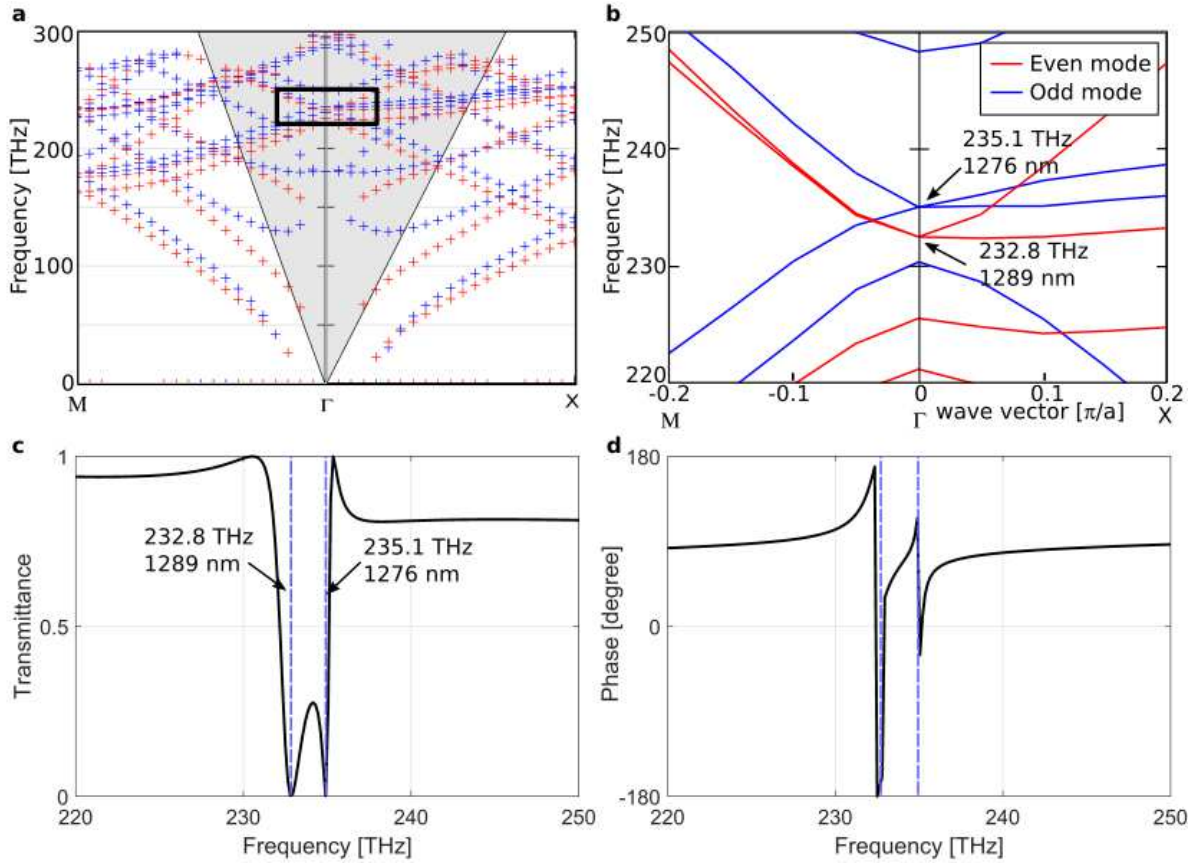 a
Frequency [THz]
300
200
100
0
M
Γ
X
b
Frequency [THz]
250
240
230
220
-0.2
-0.1
0
0.1
0.2
wave vector [π/a]
M
Γ
X
Even mode
Odd mode
235.1 THz
1276 nm
232.8 THz
1289 nm
c
Transmittance
1
0.5
0
232.8 THz
1289 nm
235.1 THz
1276 nm
220
230
240
250
Frequency [THz]
d
Phase [degree]
180
0
-180
220
230
240
250
Frequency [THz]